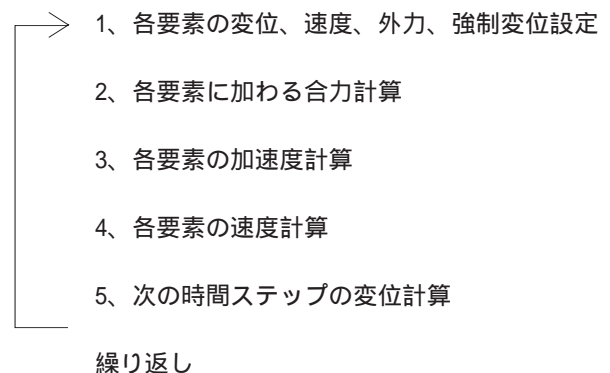 1、各要素の変位、速度、外力、強制変位設定
2、各要素に加わる合力計算
3、各要素の加速度計算
4、各要素の速度計算
5、次の時間ステップの変位計算
繰り返し